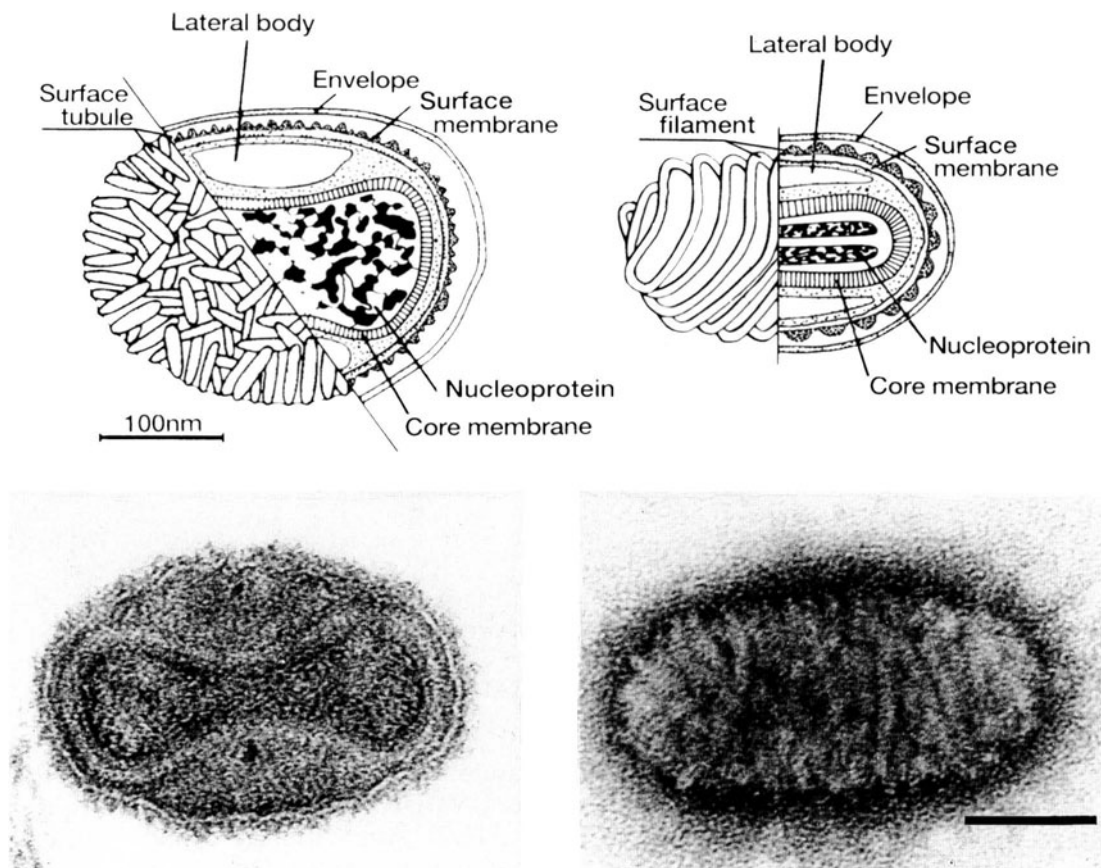 Lateral body
Envelope
Surface
membrane
Surface
tubule
Nucleoprotein
Core membrane
100nm
Lateral body
Envelope
Surface
filament
Surface
membrane
Nucleoprotein
Core membrane